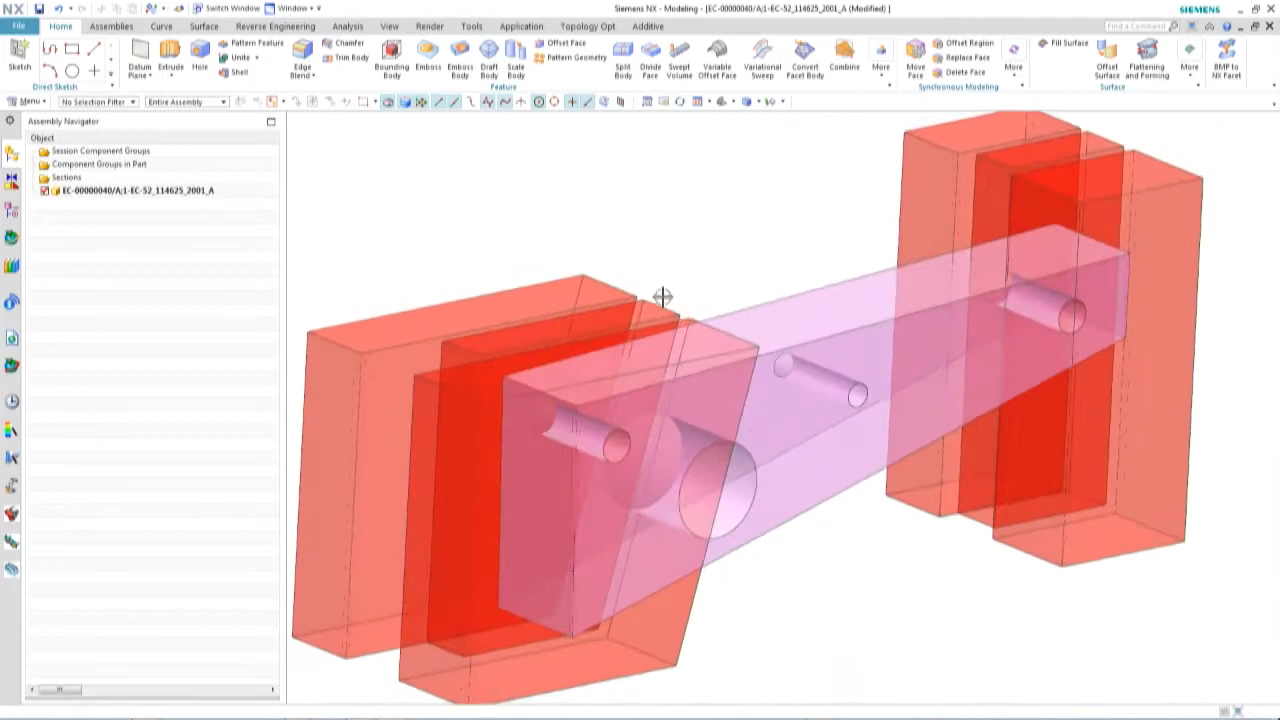 NX
Switch Window
Window
Siemens NX - Modeling - [EC-00000040/A;1-EC-52_114625_2001_A (Modified) ]
SIEMENS
File
Home
Assemblies
Curve
Surface
Reverse Engineering
Analysis
View
Render
Tools
Application
Topology Opt
Additive
Find a Command
Sketch
Direct Sketch
Datum Plane
Extrude
Hole
Pattern Feature
Unite
Shell
Edge Blend
Chamfer
Trim Body
Bounding Body
Emboss
Emboss Body
Draft Body
Scale Body
Offset Face
Pattern Geometry
Split Body
Divide Face
Swept Volume
Variable Offset Face
Variational Sweep
Convert Facet Body
Combine
More
Feature
Move Face
Offset Region
Replace Face
Delete Face
More
Synchronous Modeling
Fill Surface
Offset Surface
Flattening and Forming
More
Surface
BMP to NX Facet
Menu
No Selection Filter
Entire Assembly
Assembly Navigator
Object
Session Component Groups
Component Groups in Part
Sections
EC-00000040/A;1-EC-52_114625_2001_A